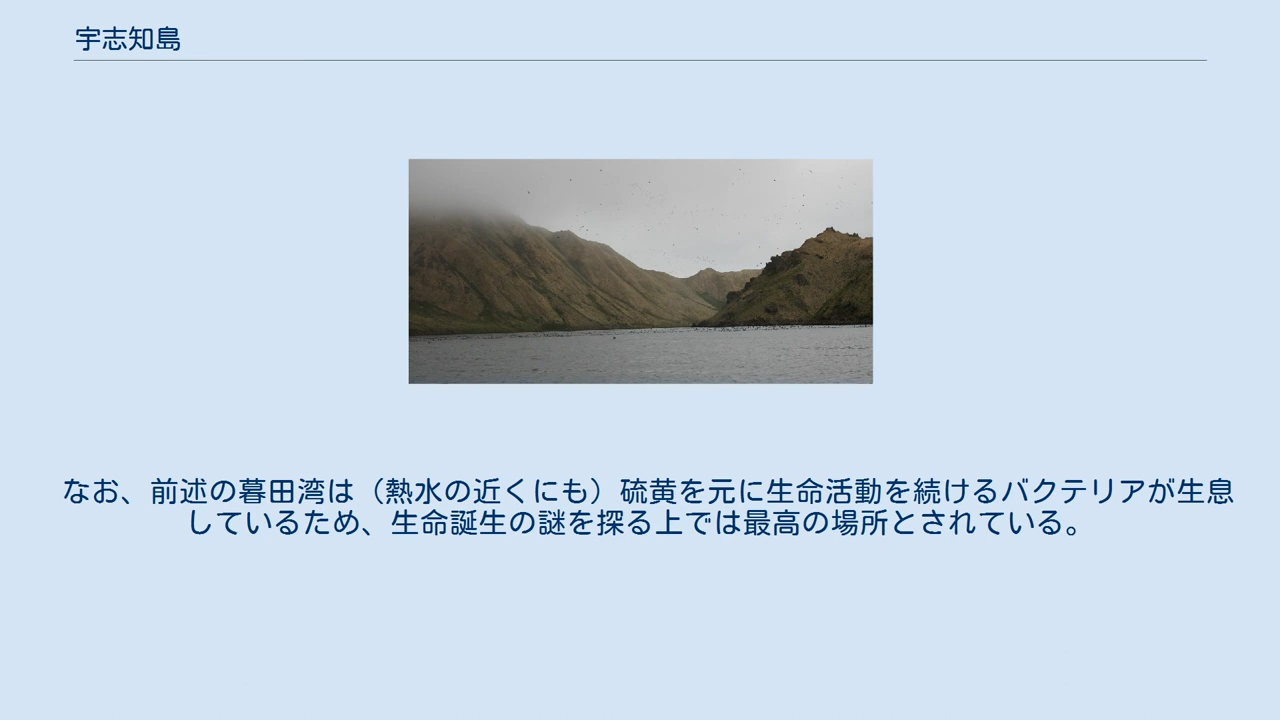 宇志知島
なお、前述の暮田湾は（熱水の近くにも）硫黄を元に生命活動を続けるバクテリアが生息
しているため、生命誕生の謎を探る上では最高の場所とされている。